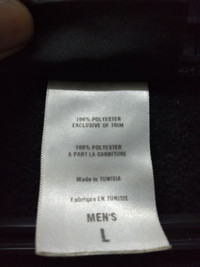 100% POLYESTER
EXCLUSIVE OF TRIM
100% POLYESTER
A PART LA GARNITURE
Made in TUNISIA
Fabriqué EN TUNISIE
MEN'S
L